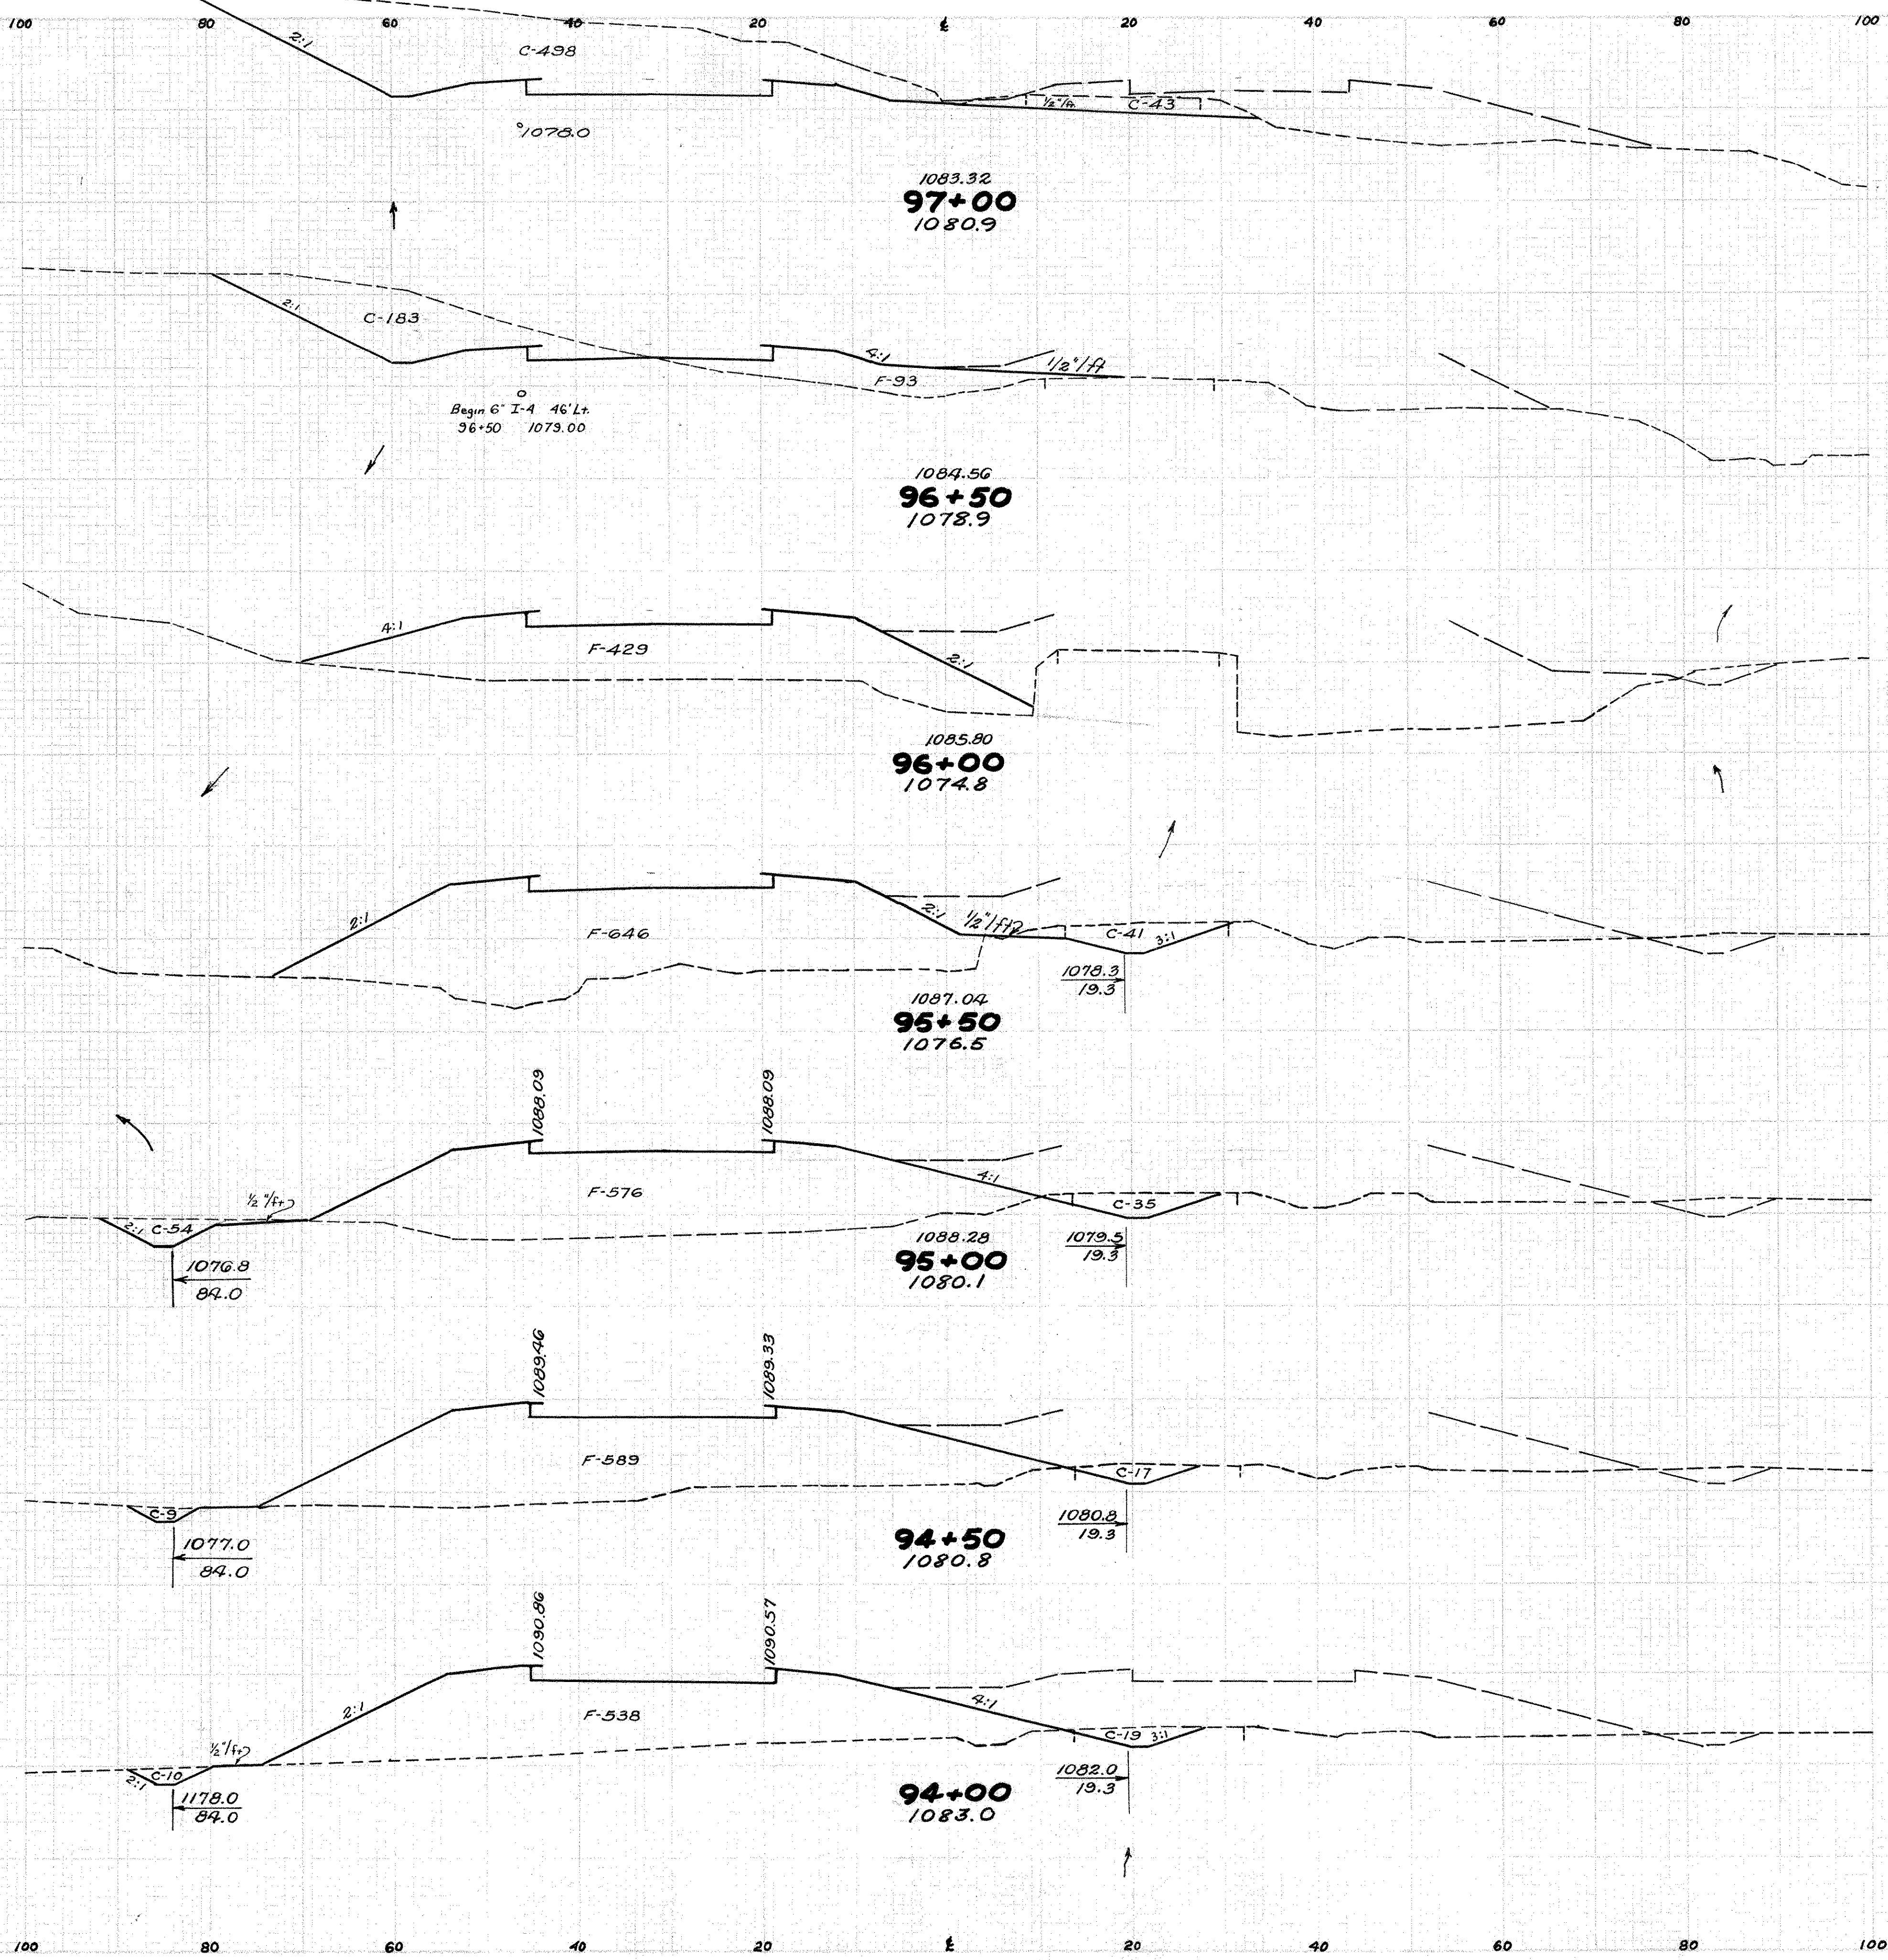 100 80 60 40 20 ℄ 20 40 60 80 100
2:1
C-498
1/2"/ft. C-43
1078.0
1083.32
97+00
1080.9
2:1
C-183
4:1
1/2"/ft
F-93
Begin 6" I-4 46' Lt.
96+50 1079.00
1084.56
96+50
1078.9
4:1
F-429
2:1
1085.80
96+00
1074.8
2:1
F-646
2:1
1/2"/ft
C-41 3:1
1078.3
19.3
1087.04
95+50
1076.5
1088.09
1088.09
1/2"/ft
2:1 C-54
F-576
4:1
C-35
1076.8
84.0
1088.28
95+00
1080.1
1079.5
19.3
1089.46
1089.33
F-589
C-9
C-17
1077.0
84.0
94+50
1080.8
1080.8
19.3
1090.86
1090.57
2:1
F-538
4:1
1/2"/ft
2:1 C-10
C-19 3:1
1178.0
84.0
94+00
1083.0
1082.0
19.3
100 80 60 40 20 ℄ 20 40 60 80 100